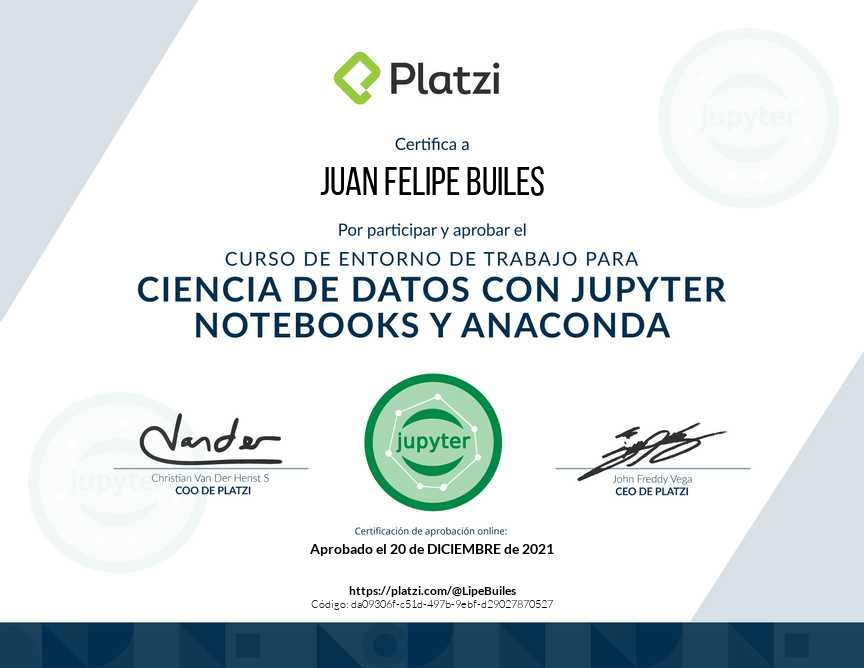 Platzi
jupyter
Certifica a
JUAN FELIPE BUILES
Por participar y aprobar el
CURSO DE ENTORNO DE TRABAJO PARA
CIENCIA DE DATOS CON JUPYTER
NOTEBOOKS Y ANACONDA
Vander
jupyter
jupyter
Christian Van Der Henst S
COO DE PLATZI
John Freddy Vega
CEO DE PLATZI
Certificación de aprobación online:
Aprobado el 20 de DICIEMBRE de 2021
https://platzi.com/@LipeBuiles
Código: da09306f-c51d-497b-9ebf-d29027870527